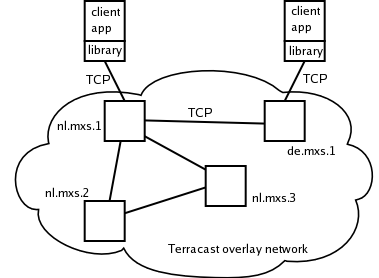 client
app
library
client
app
library
TCP
TCP
TCP
nl.mxs.1
de.mxs.1
nl.mxs.2
nl.mxs.3
Terracast overlay network